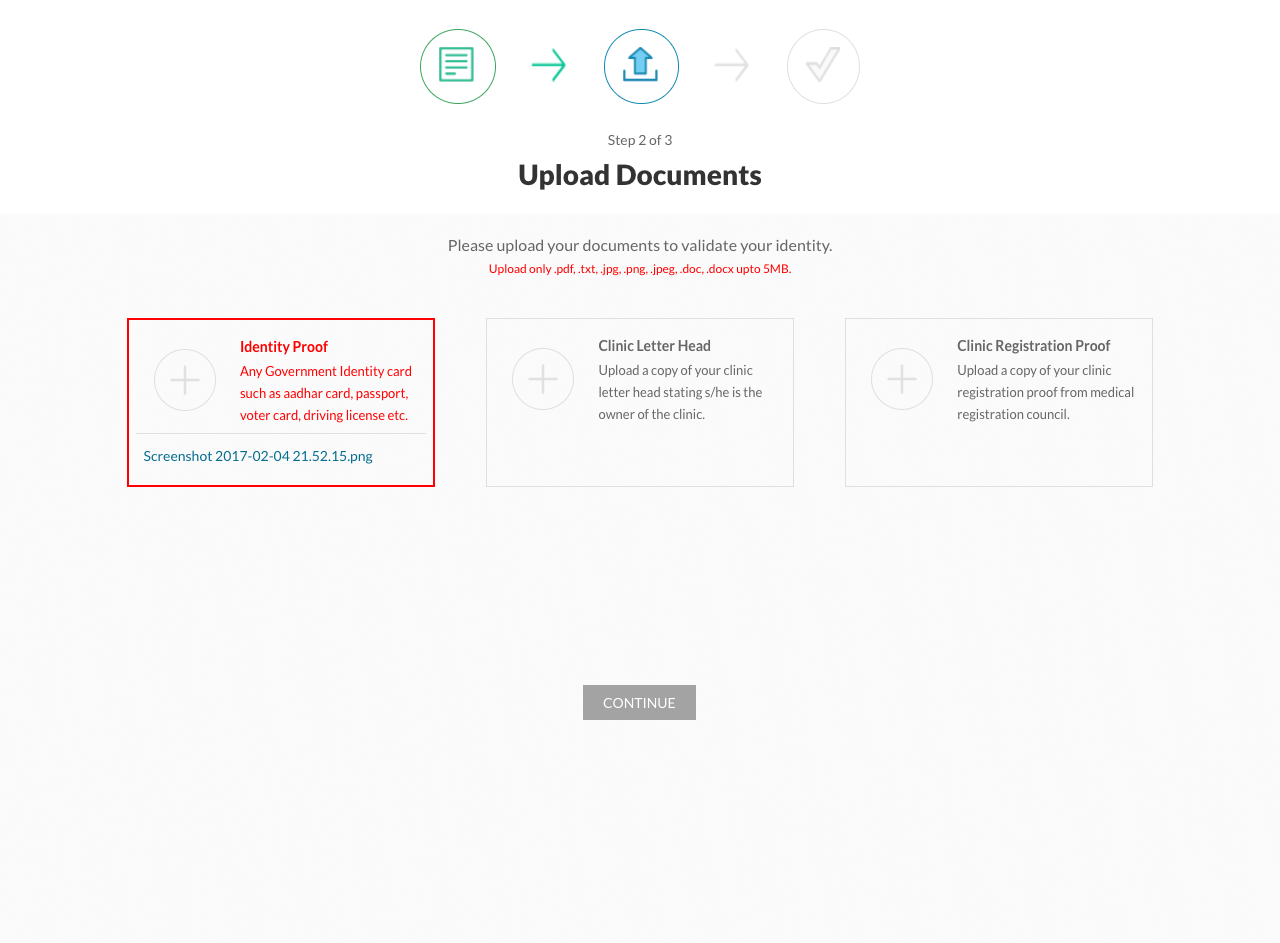 Step 2 of 3
Upload Documents
Please upload your documents to validate your identity.
Upload only .pdf, .txt, .jpg, .png, .jpeg, .doc, .docx upto 5MB.
Identity Proof
Any Government Identity card
such as aadhar card, passport,
voter card, driving license etc.
Screenshot 2017-02-04 21.52.15.png
Clinic Letter Head
Upload a copy of your clinic
letter head stating s/he is the
owner of the clinic.
Clinic Registration Proof
Upload a copy of your clinic
registration proof from medical
registration council.
CONTINUE